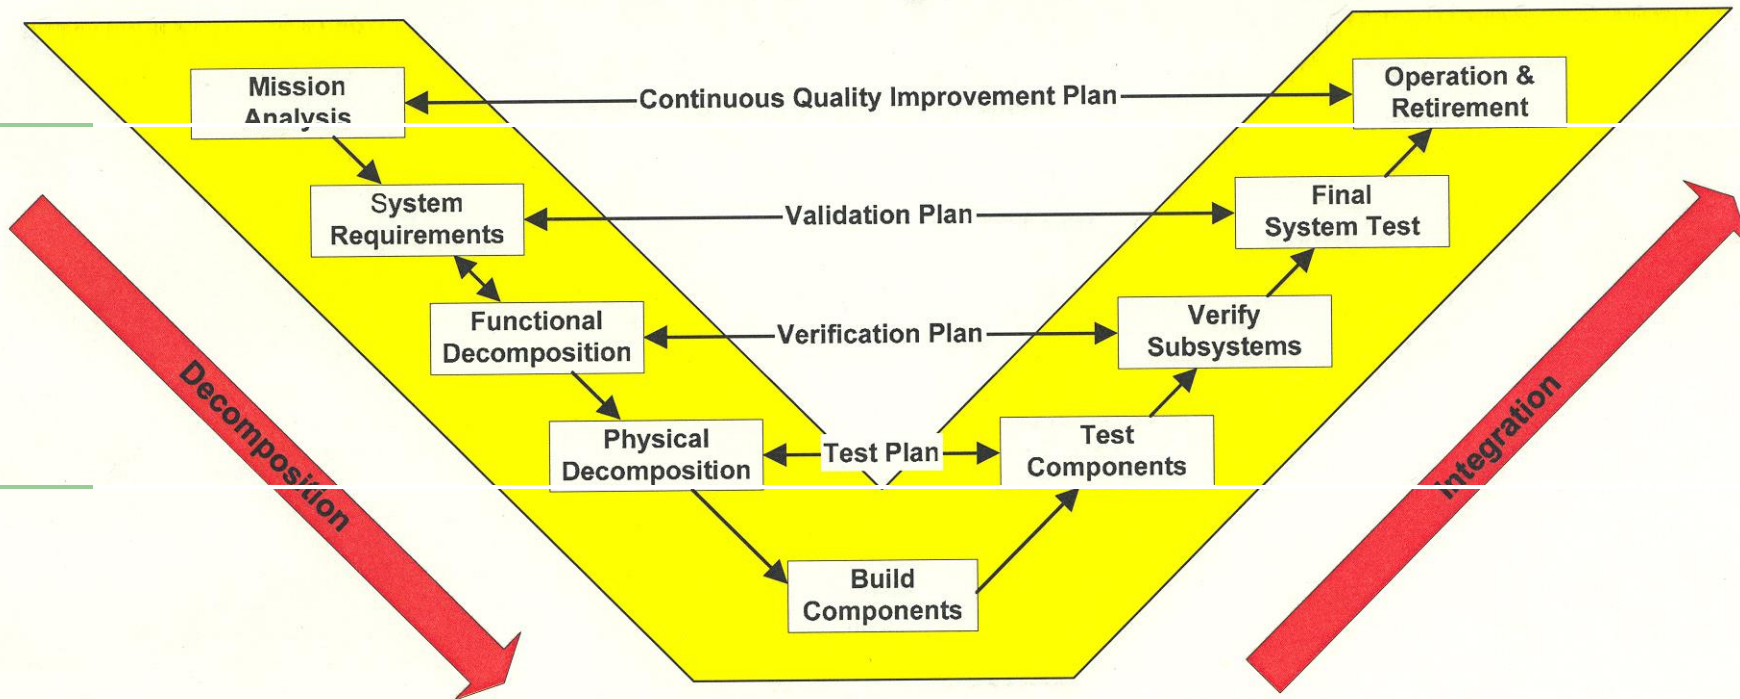 Mission
Analysis
Continuous Quality Improvement Plan
Operation &
Retirement
System
Requirements
Validation Plan
Final
System Test
Functional
Decomposition
Verification Plan
Verify
Subsystems
Physical
Decomposition
Test Plan
Test
Components
Build
Components
Decomposition
Integration